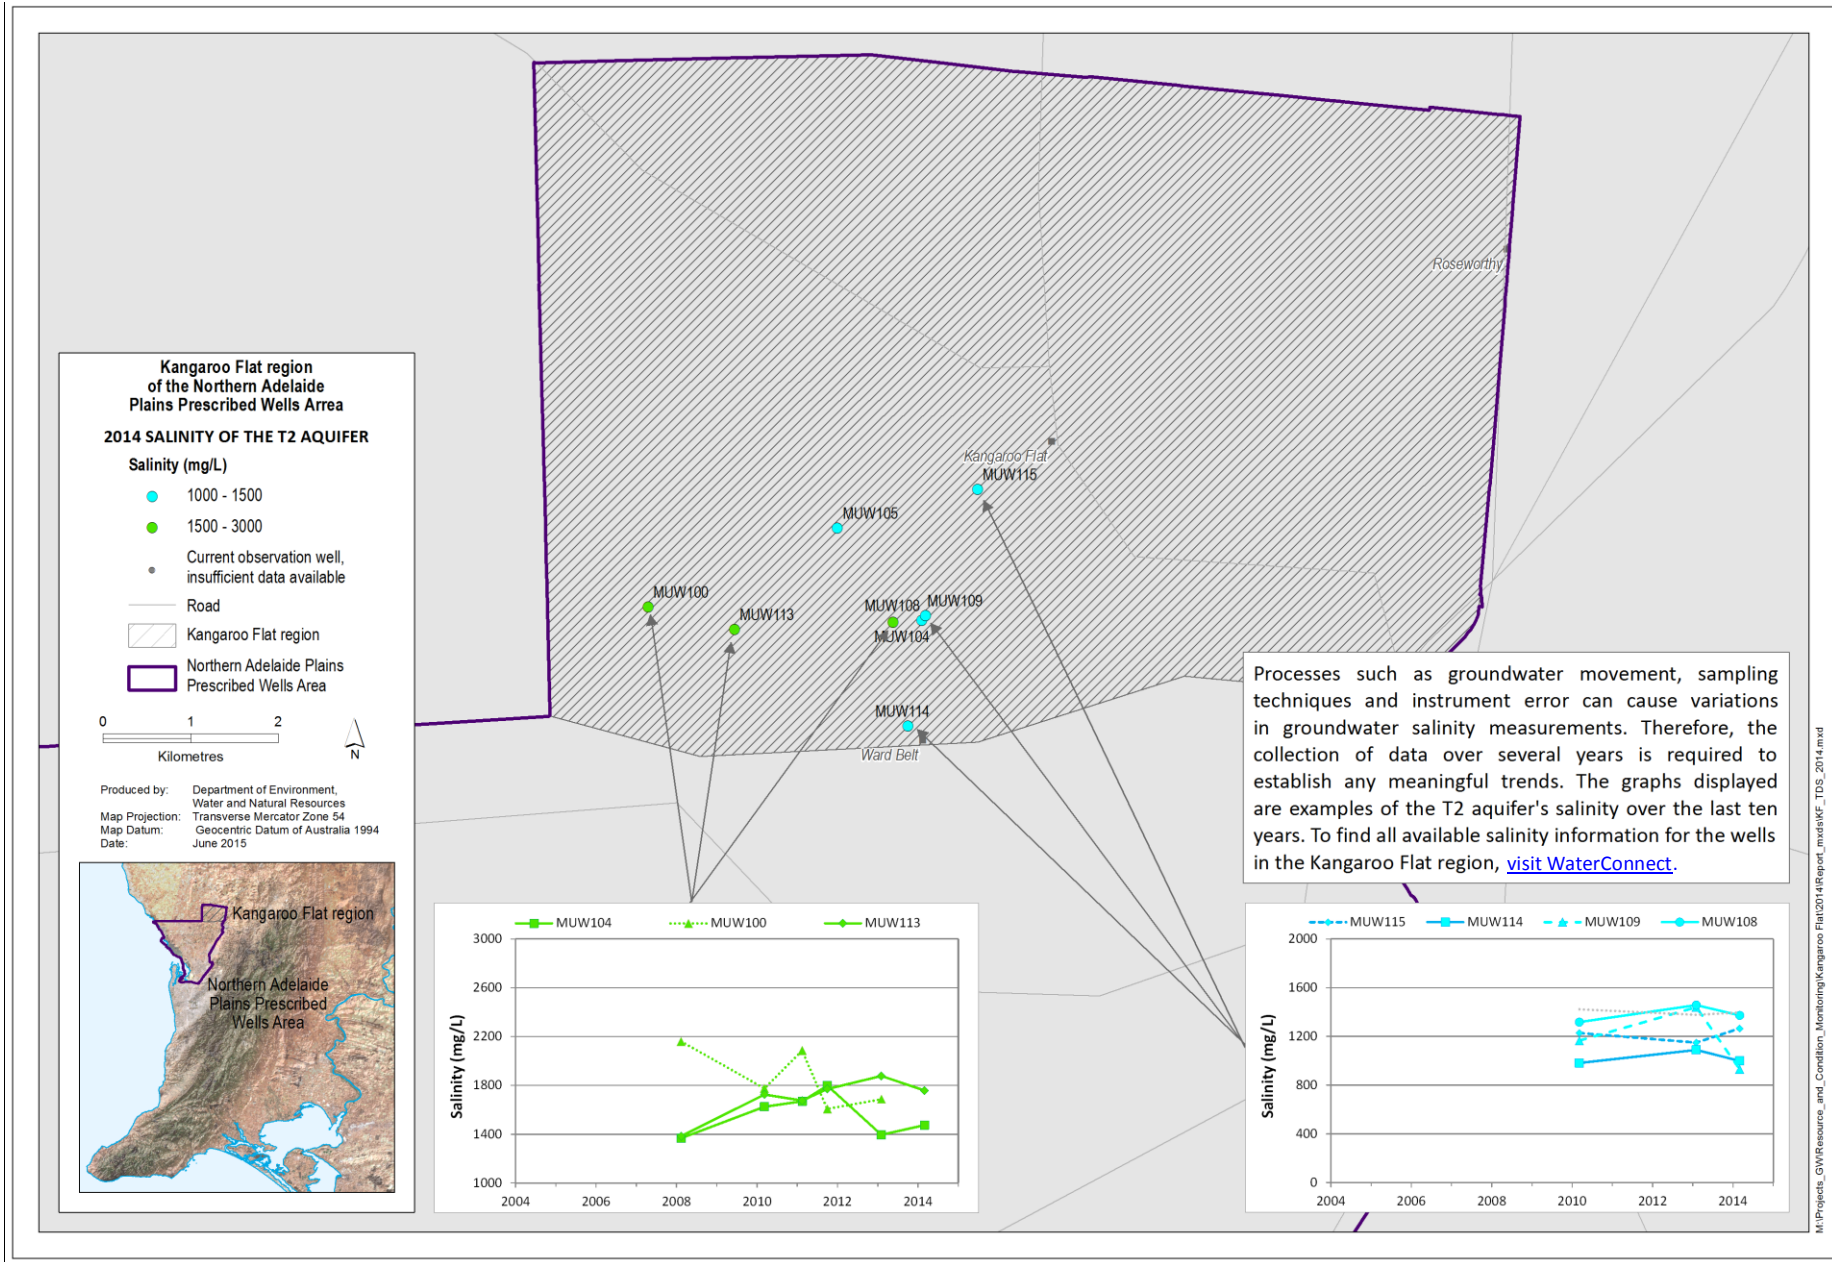 Roseworthy
Kangaroo Flat
MUW115
MUW105
MUW100
MUW113
MUW108
MUW109
MUW104
MUW114
Ward Belt
Kangaroo Flat region
of the Northern Adelaide
Plains Prescribed Wells Arrea
2014 SALINITY OF THE T2 AQUIFER
Salinity (mg/L)
1000 - 1500
1500 - 3000
Current observation well,
insufficient data available
Road
Kangaroo Flat region
Northern Adelaide Plains
Prescribed Wells Area
0 1 2
Kilometres
N
Produced by: Department of Environment,
Water and Natural Resources
Map Projection: Transverse Mercator Zone 54
Map Datum: Geocentric Datum of Australia 1994
Date: June 2015
Kangaroo Flat region
Northern Adelaide
Plains Prescribed
Wells Area
Processes such as groundwater movement, sampling
techniques and instrument error can cause variations
in groundwater salinity measurements. Therefore, the
collection of data over several years is required to
establish any meaningful trends. The graphs displayed
are examples of the T2 aquifer's salinity over the last ten
years. To find all available salinity information for the wells
in the Kangaroo Flat region, visit WaterConnect.
MUW104 MUW100 MUW113
Salinity (mg/L)
3000
2600
2200
1800
1400
1000
2004 2006 2008 2010 2012 2014
MUW115 MUW114 MUW109 MUW108
Salinity (mg/L)
2000
1600
1200
800
400
0
2004 2006 2008 2010 2012 2014
M:\Projects_GW\Resource_and_Condition_Monitoring\Kangaroo Flat\2014\Report_mxds\KF_TDS_2014.mxd